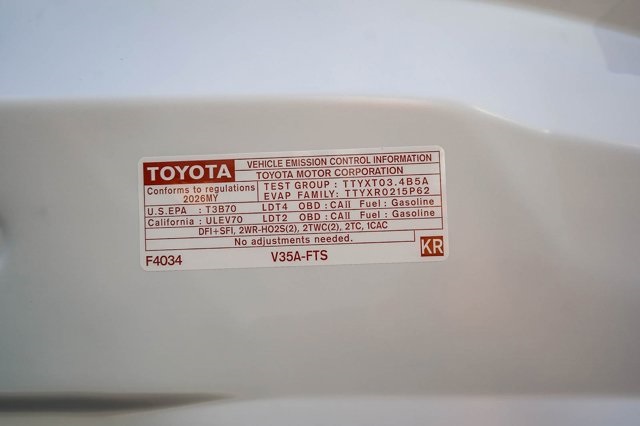 TOYOTA
VEHICLE EMISSION CONTROL INFORMATION
TOYOTA MOTOR CORPORATION
Conforms to regulations
2026MY
TEST GROUP : TTYXT03.4B5A
EVAP FAMILY: TTYXR0215P62
U.S.EPA : T3B70 LDT4 OBD : CAII Fuel : Gasoline
California : ULEV70 LDT2 OBD : CAII Fuel : Gasoline
DFI+SFI, 2WR-HO2S(2), 2TWC(2), 2TC, 1CAC
No adjustments needed.
F4034 V35A-FTS KR